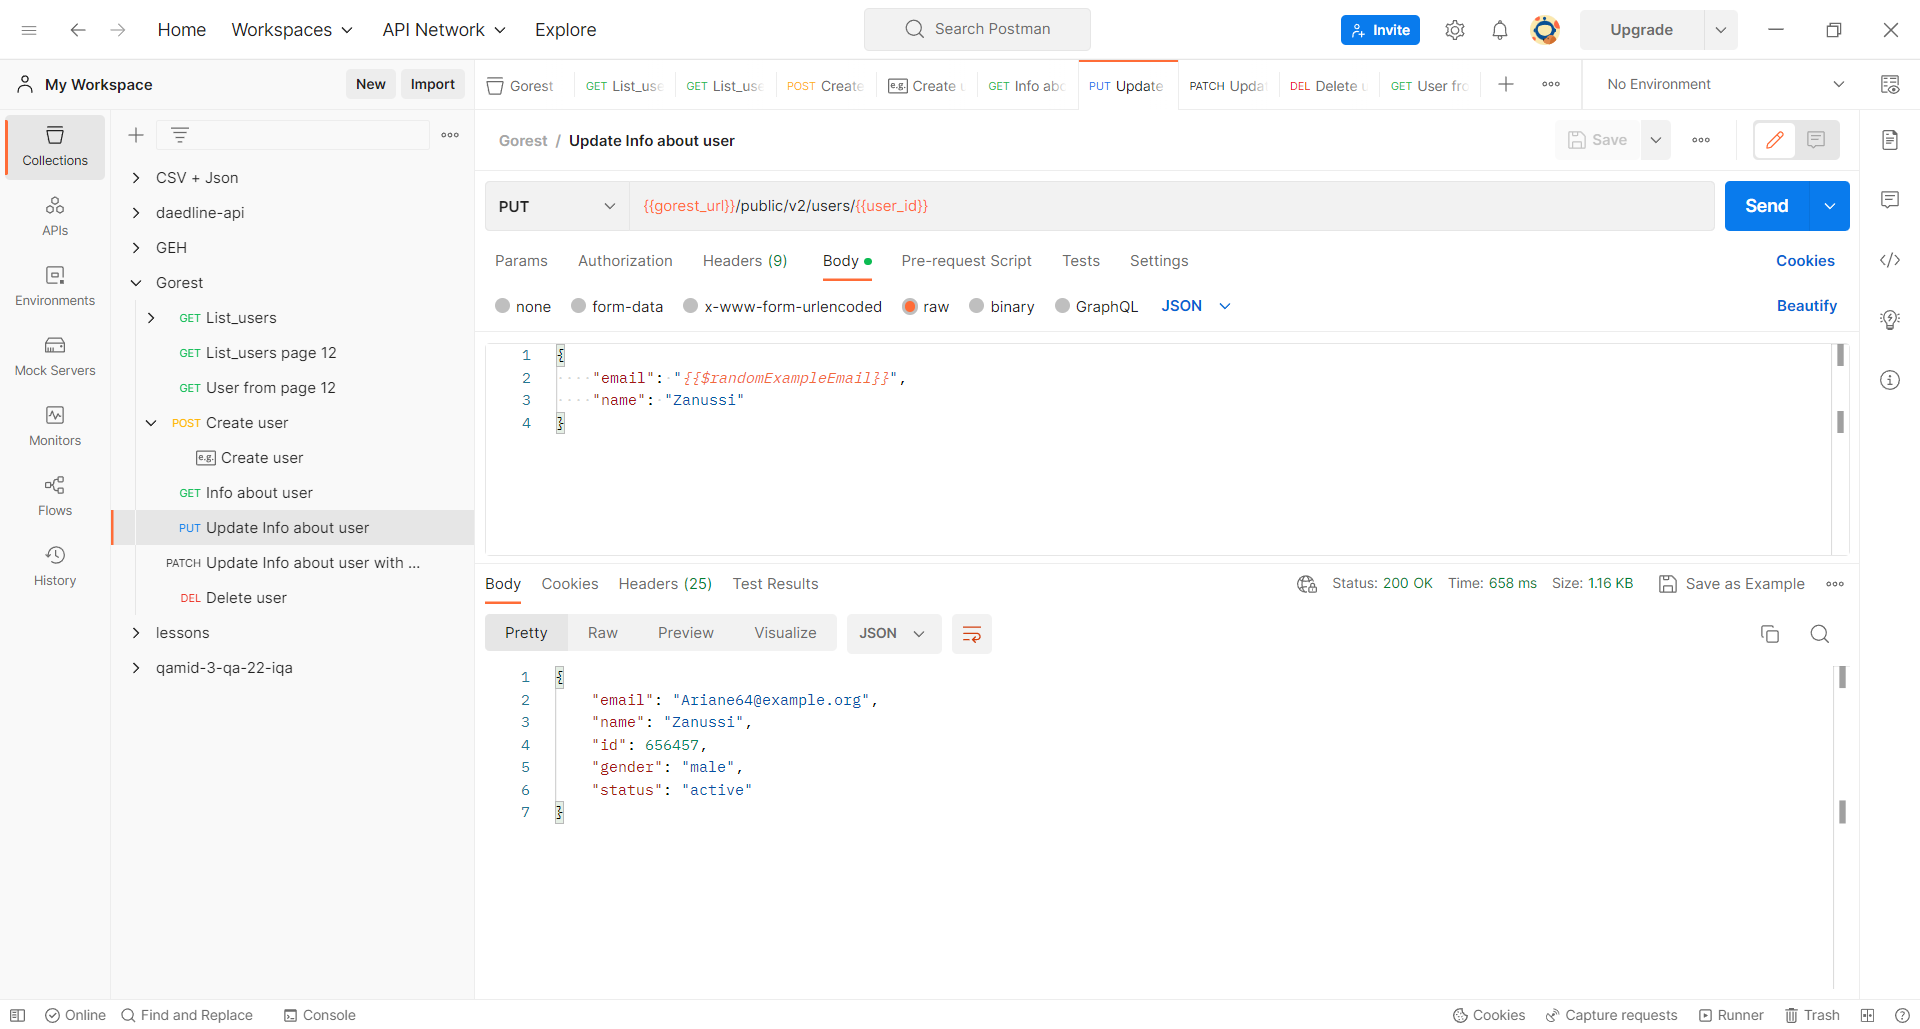 Home Workspaces API Network Explore Search Postman Invite Upgrade
My Workspace New Import
Gorest GET List_use GET List_use POST Create e.g. Create u GET Info abo PUT Update PATCH Upda DEL Delete u GET User fro No Environment
Collections
APIs
Environments
Mock Servers
Monitors
Flows
History
CSV + Json
daedline-api
GEH
Gorest
GET List_users
GET List_users page 12
GET User from page 12
POST Create user
e.g. Create user
GET Info about user
PUT Update Info about user
PATCH Update Info about user with ...
DEL Delete user
lessons
qamid-3-qa-22-iqa
Gorest / Update Info about user Save
PUT {{gorest_url}}/public/v2/users/{{user_id}} Send
Params Authorization Headers (9) Body Pre-request Script Tests Settings Cookies
none form-data x-www-form-urlencoded raw binary GraphQL JSON Beautify
1 {
2 "email": "{{$randomExampleEmail}}",
3 "name": "Zanussi"
4 }
Body Cookies Headers (25) Test Results Status: 200 OK Time: 658 ms Size: 1.16 KB Save as Example
Pretty Raw Preview Visualize JSON
1 {
2 "email": "Ariane64@example.org",
3 "name": "Zanussi",
4 "id": 656457,
5 "gender": "male",
6 "status": "active"
7 }
Online Find and Replace Console Cookies Capture requests Runner Trash